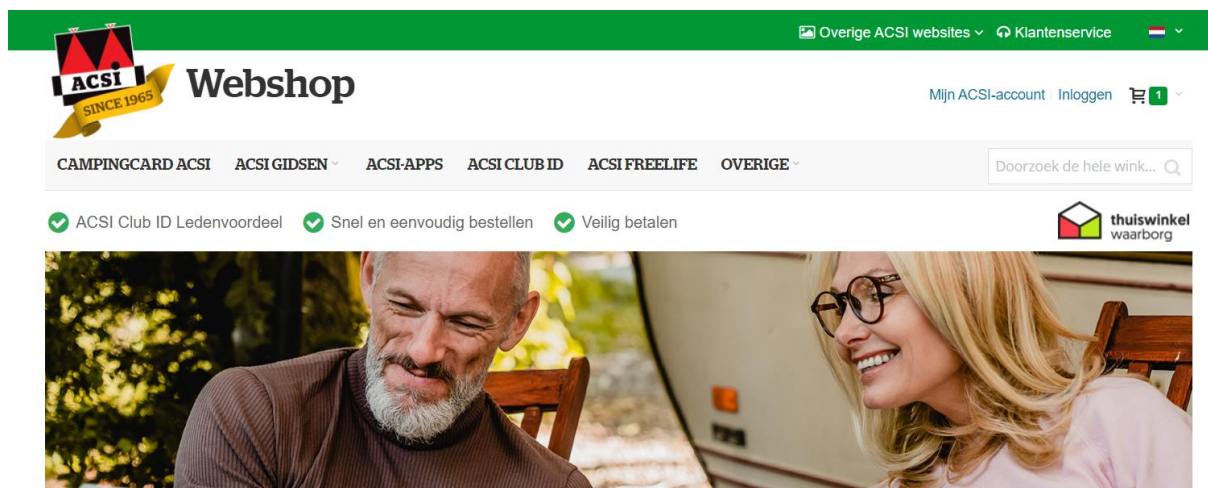 Overige ACSI websites Klantenservice
ACSI
SINCE 1965
Webshop
Mijn ACSI-account Inloggen 1
CAMPINGCARD ACSI ACSI GIDSEN ACSI-APPS ACSI CLUB ID ACSI FREELIFE OVERIGE Doorzoek de hele wink...
ACSI Club ID Ledenvoordeel Snel en eenvoudig bestellen Veilig betalen
thuiswinkel
waarborg